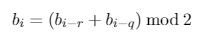 b_i = (b_{i-r} + b_{i-q}) mod 2